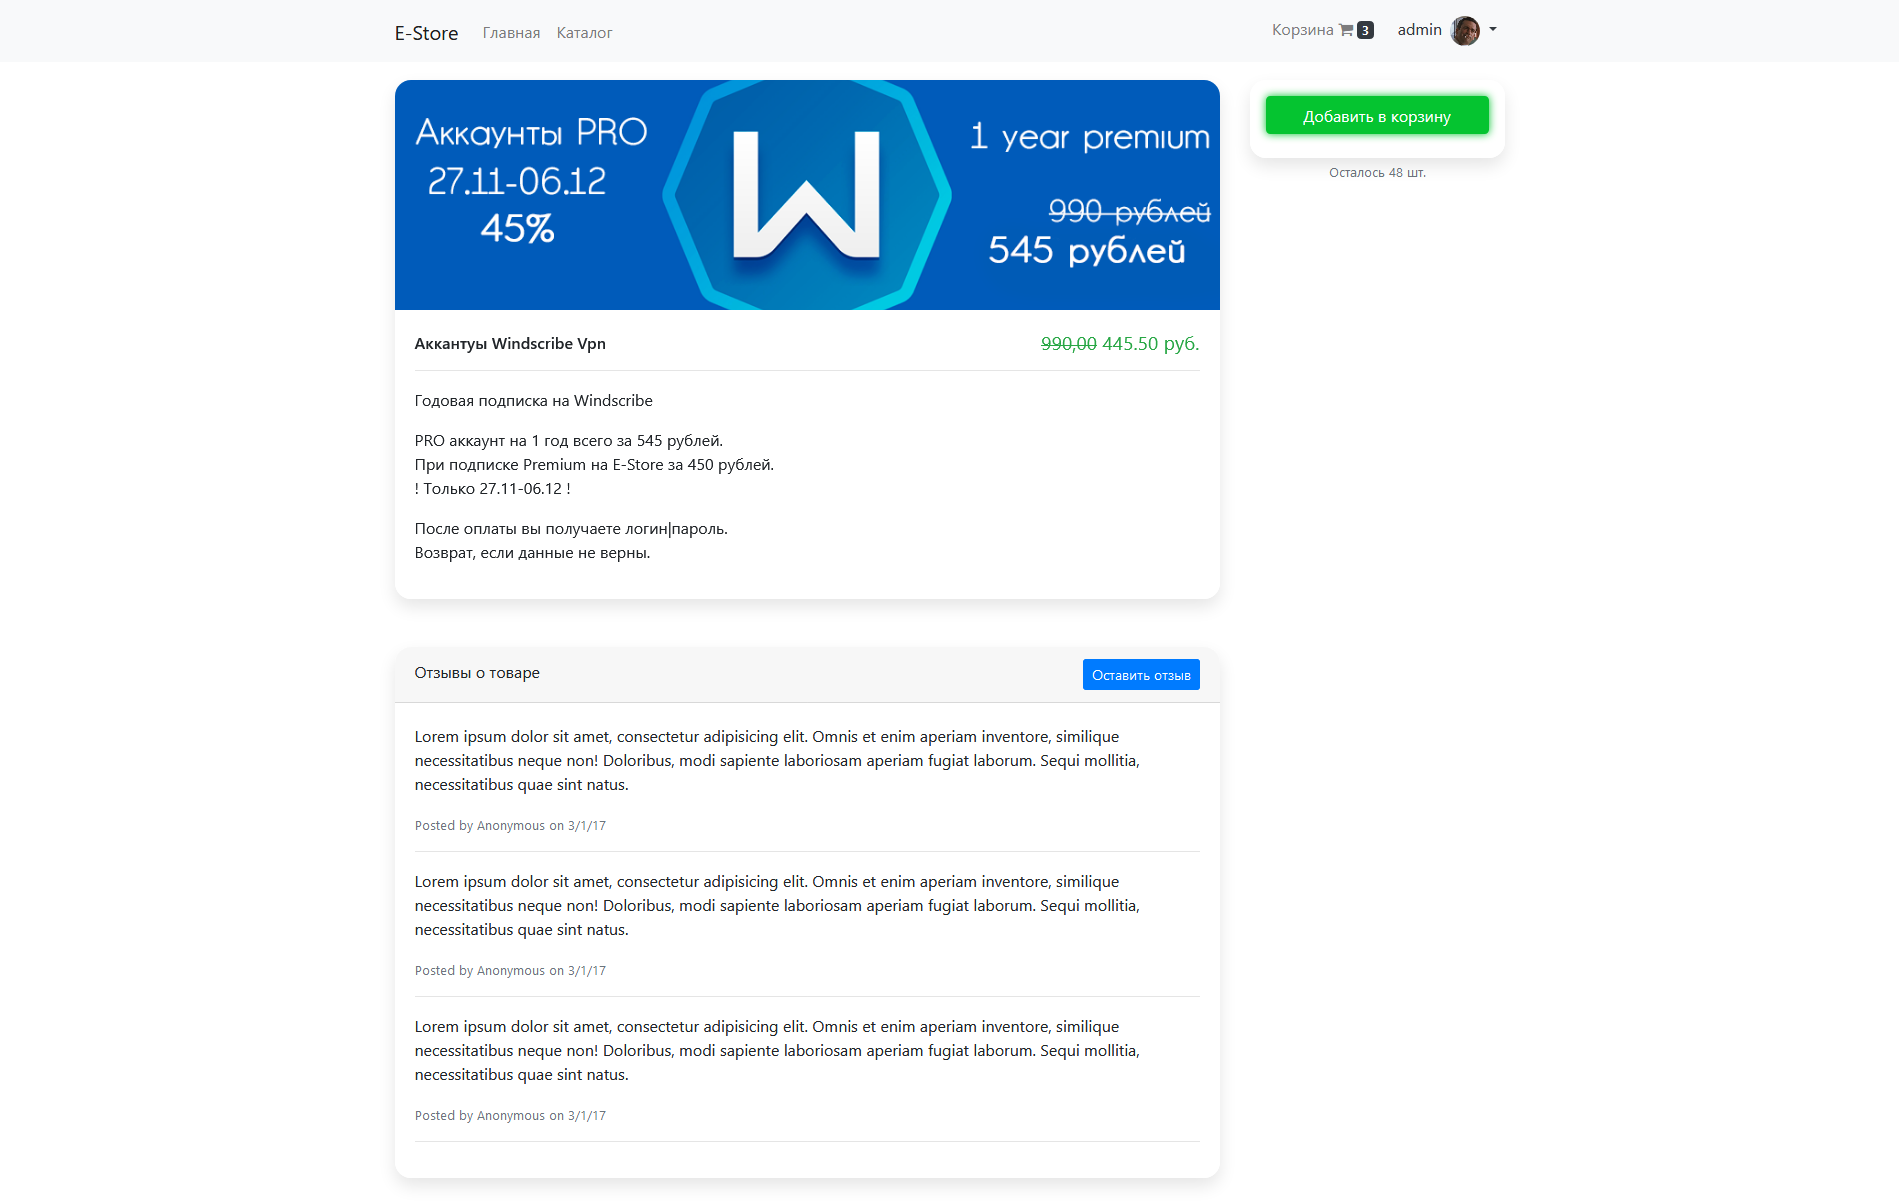 E-Store
Главная
Каталог
Корзина 3
admin
Аккаунты PRO
27.11-06.12
45%
W
1 year premium
990 рублей
545 рублей
Добавить в корзину
Осталось 48 шт.
Аккантуы Windscribe Vpn
990,00 445.50 руб.
Годовая подписка на Windscribe
PRO аккаунт на 1 год всего за 545 рублей.
При подписке Premium на E-Store за 450 рублей.
! Только 27.11-06.12 !
После оплаты вы получаете логин|пароль.
Возврат, если данные не верны.
Отзывы о товаре
Оставить отзыв
Lorem ipsum dolor sit amet, consectetur adipisicing elit. Omnis et enim aperiam inventore, similique
necessitatibus neque non! Doloribus, modi sapiente laboriosam aperiam fugiat laborum. Sequi mollitia,
necessitatibus quae sint natus.
Posted by Anonymous on 3/1/17
Lorem ipsum dolor sit amet, consectetur adipisicing elit. Omnis et enim aperiam inventore, similique
necessitatibus neque non! Doloribus, modi sapiente laboriosam aperiam fugiat laborum. Sequi mollitia,
necessitatibus quae sint natus.
Posted by Anonymous on 3/1/17
Lorem ipsum dolor sit amet, consectetur adipisicing elit. Omnis et enim aperiam inventore, similique
necessitatibus neque non! Doloribus, modi sapiente laboriosam aperiam fugiat laborum. Sequi mollitia,
necessitatibus quae sint natus.
Posted by Anonymous on 3/1/17